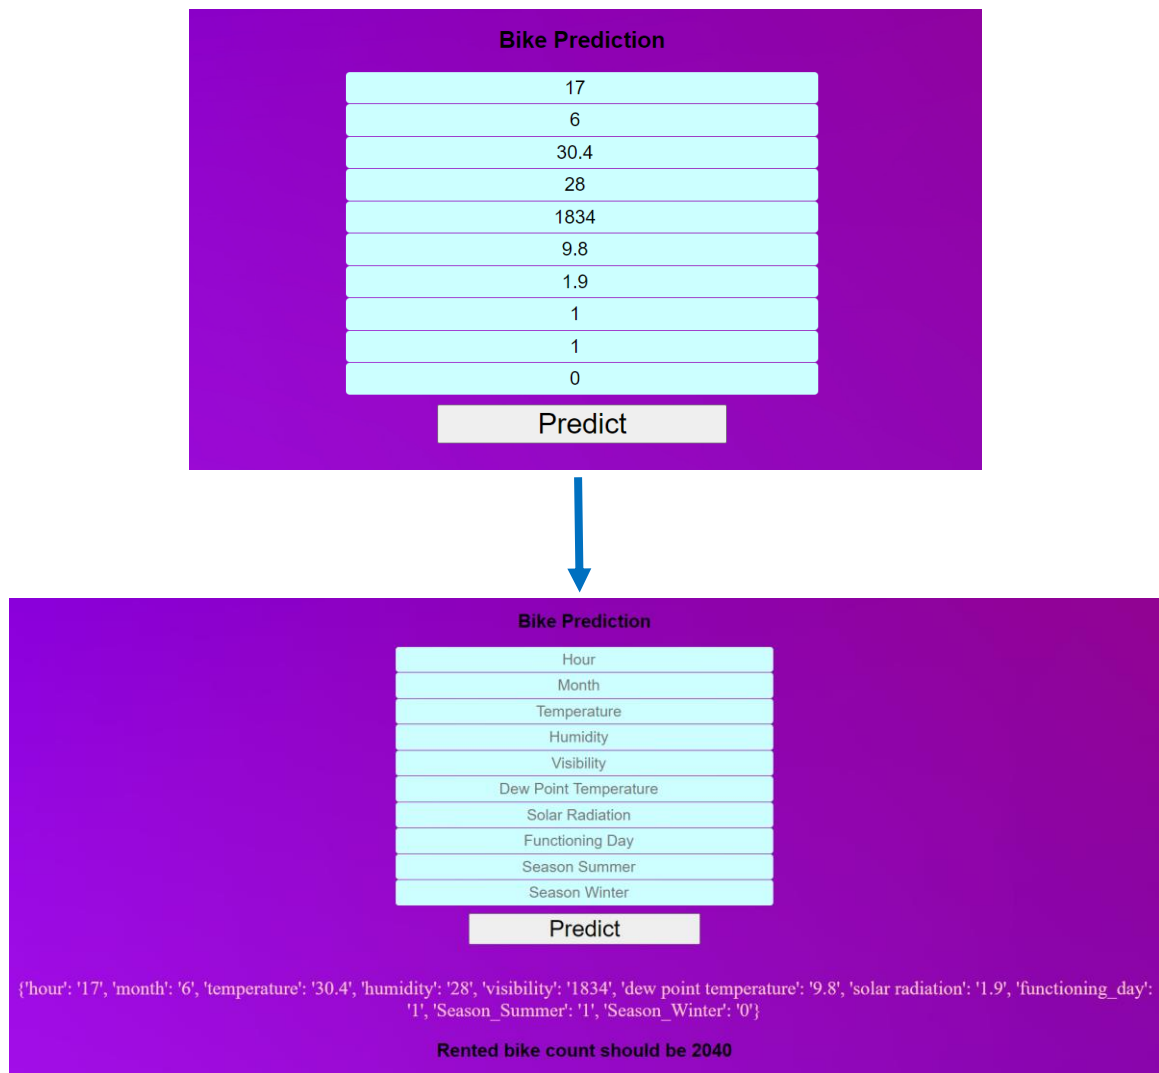 Bike Prediction
17
6
30.4
28
1834
9.8
1.9
1
1
0
Predict
Bike Prediction
Hour
Month
Temperature
Humidity
Visibility
Dew Point Temperature
Solar Radiation
Functioning Day
Season Summer
Season Winter
Predict
{'hour': '17', 'month': '6', 'temperature': '30.4', 'humidity': '28', 'visibility': '1834', 'dew point temperature': '9.8', 'solar radiation': '1.9', 'functioning_day':
'1', 'Season_Summer': '1', 'Season_Winter': '0'}
Rented bike count should be 2040